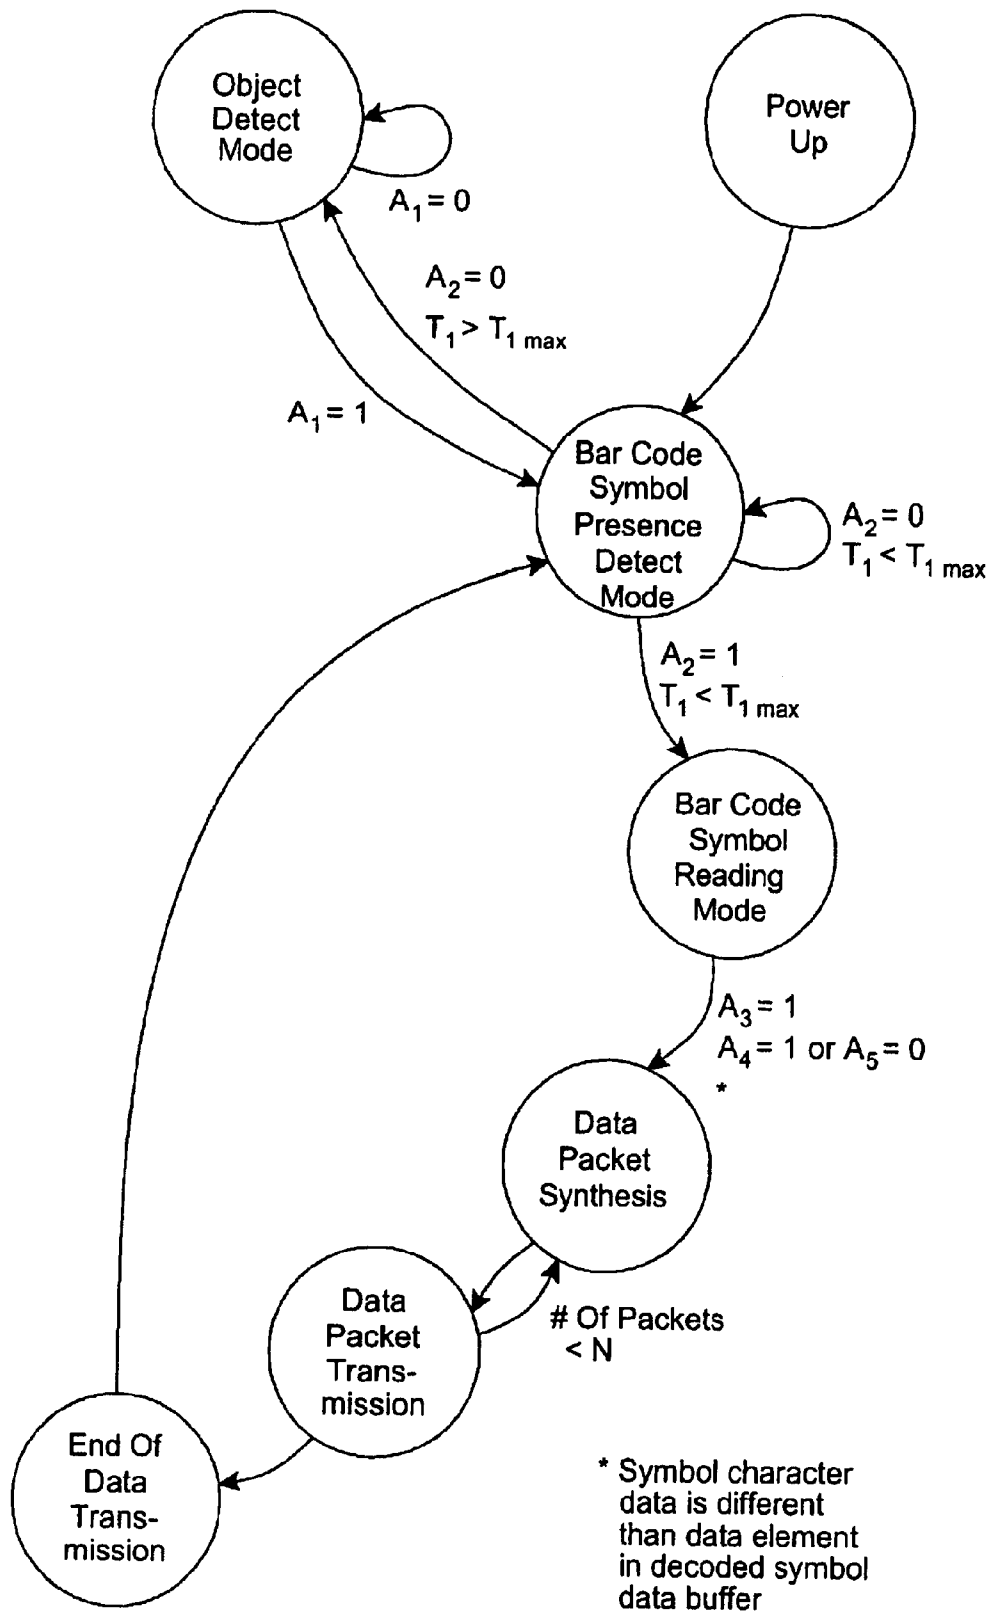 Object
Detect
Mode
Power
Up
A1 = 0
A2 = 0
T1 > T1 max
A1 = 1
Bar Code
Symbol
Presence
Detect
Mode
A2 = 0
T1 < T1 max
A2 = 1
T1 < T1 max
Bar Code
Symbol
Reading
Mode
A3 = 1
A4 = 1 or A5 = 0
*
Data
Packet
Synthesis
# Of Packets
< N
Data
Packet
Trans-
mission
End Of
Data
Trans-
mission
* Symbol character
data is different
than data element
in decoded symbol
data buffer